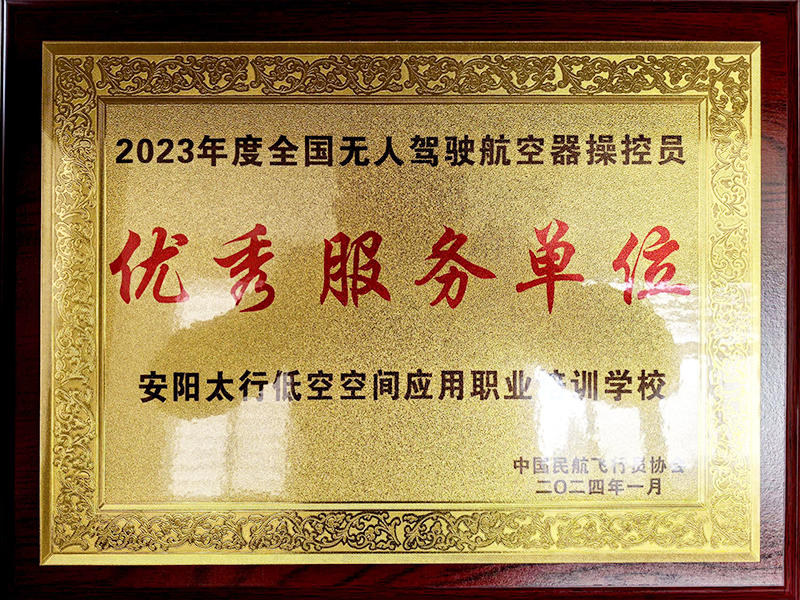 2023年度全国无人驾驶航空器操控员
优秀服务单位
安阳太行低空空间应用职业培训学校
中国民航飞行员协会
二〇二四年一月